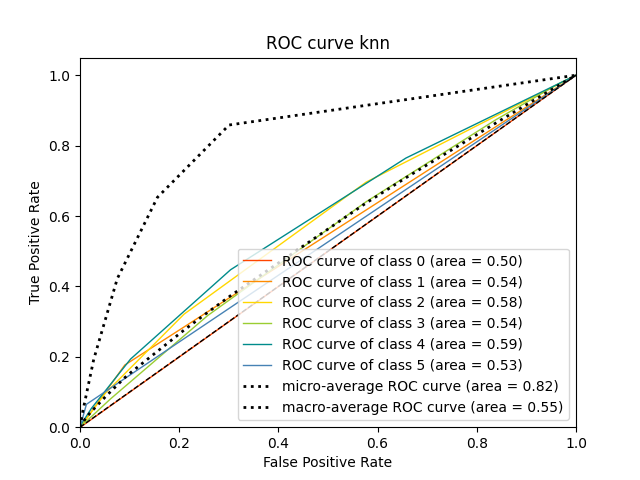 ROC curve knn
1.0
0.8
0.6
0.4
0.2
0.0
True Positive Rate
ROC curve of class 0 (area = 0.50)
ROC curve of class 1 (area = 0.54)
ROC curve of class 2 (area = 0.58)
ROC curve of class 3 (area = 0.54)
ROC curve of class 4 (area = 0.59)
ROC curve of class 5 (area = 0.53)
micro-average ROC curve (area = 0.82)
macro-average ROC curve (area = 0.55)
0.0 0.2 0.4 0.6 0.8 1.0
False Positive Rate